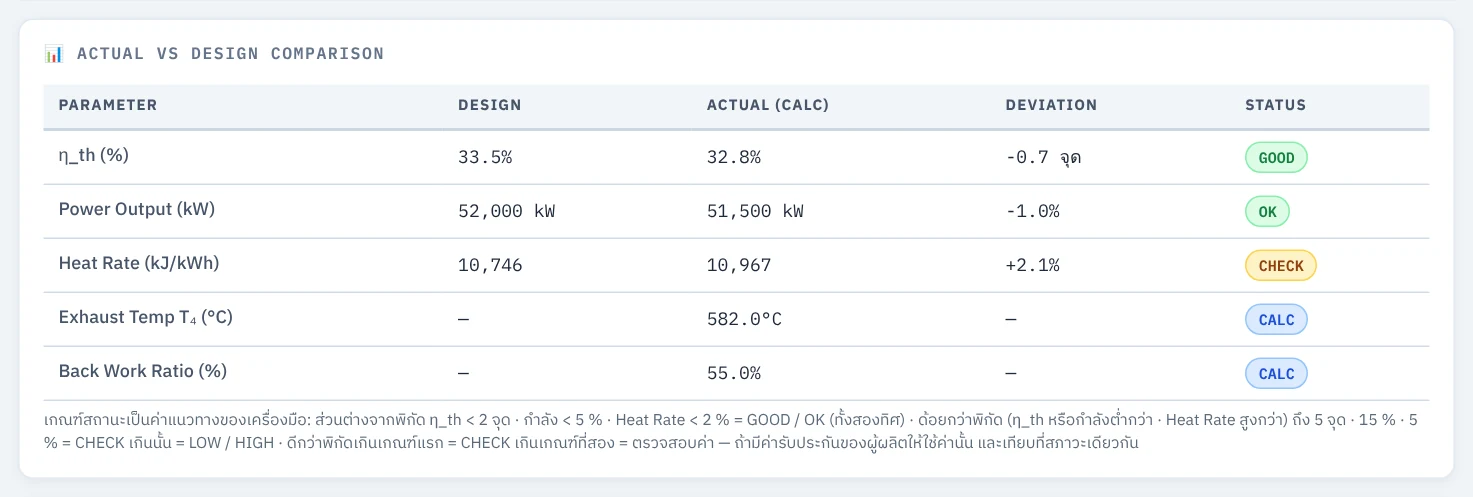 📊 ACTUAL VS DESIGN COMPARISON
PARAMETER DESIGN ACTUAL (CALC) DEVIATION STATUS
η_th (%) 33.5% 32.8% -0.7 จุด GOOD
Power Output (kW) 52,000 kW 51,500 kW -1.0% OK
Heat Rate (kJ/kWh) 10,746 10,967 +2.1% CHECK
Exhaust Temp T₄ (°C) — 582.0°C — CALC
Back Work Ratio (%) — 55.0% — CALC
เกณฑ์สถานะเป็นค่าแนวทางของเครื่องมือ: ส่วนต่างจากพิกัด η_th < 2 จุด · กำลัง < 5 % · Heat Rate < 2 % = GOOD / OK (ทั้งสองทิศ) · ด้อยกว่าพิกัด (η_th หรือกำลังต่ำกว่า · Heat Rate สูงกว่า) ถึง 5 จุด · 15 % · 5
% = CHECK เกินนั้น = LOW / HIGH · ดีกว่าพิกัดเกินเกณฑ์แรก = CHECK เกินเกณฑ์ที่สอง = ตรวจสอบค่า — ถ้ามีค่ารับประกันของผู้ผลิตให้ใช้ค่านั้น และเทียบที่สภาวะเดียวกัน